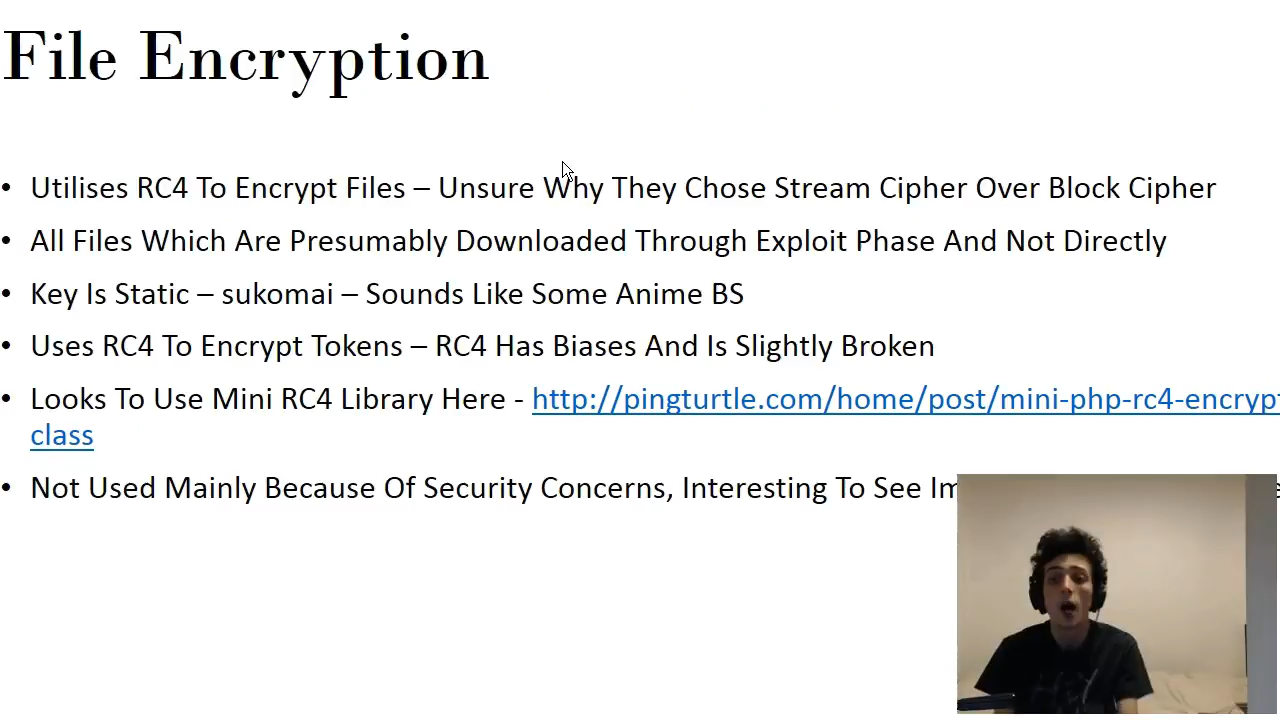 File Encryption
• Utilises RC4 To Encrypt Files – Unsure Why They Chose Stream Cipher Over Block Cipher
• All Files Which Are Presumably Downloaded Through Exploit Phase And Not Directly
• Key Is Static – sukomai – Sounds Like Some Anime BS
• Uses RC4 To Encrypt Tokens – RC4 Has Biases And Is Slightly Broken
• Looks To Use Mini RC4 Library Here - http://pingturtle.com/home/post/mini-php-rc4-encrypt
class
• Not Used Mainly Because Of Security Concerns, Interesting To See